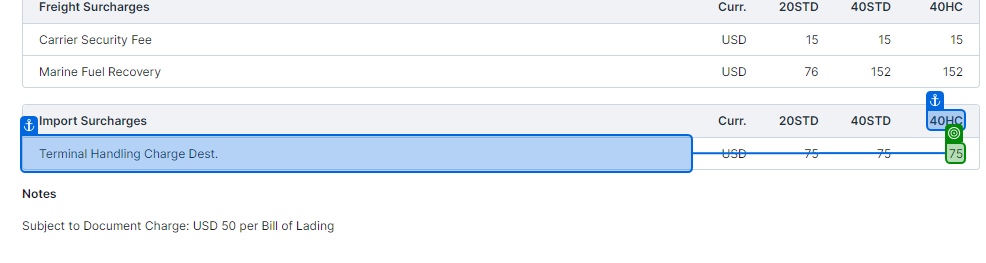 Freight Surcharges Curr. 20STD 40STD 40HC
Carrier Security Fee USD 15 15 15
Marine Fuel Recovery USD 76 152 152
Import Surcharges Curr. 20STD 40STD 40HC
Terminal Handling Charge Dest. USD 75 75 75
Notes
Subject to Document Charge: USD 50 per Bill of Lading